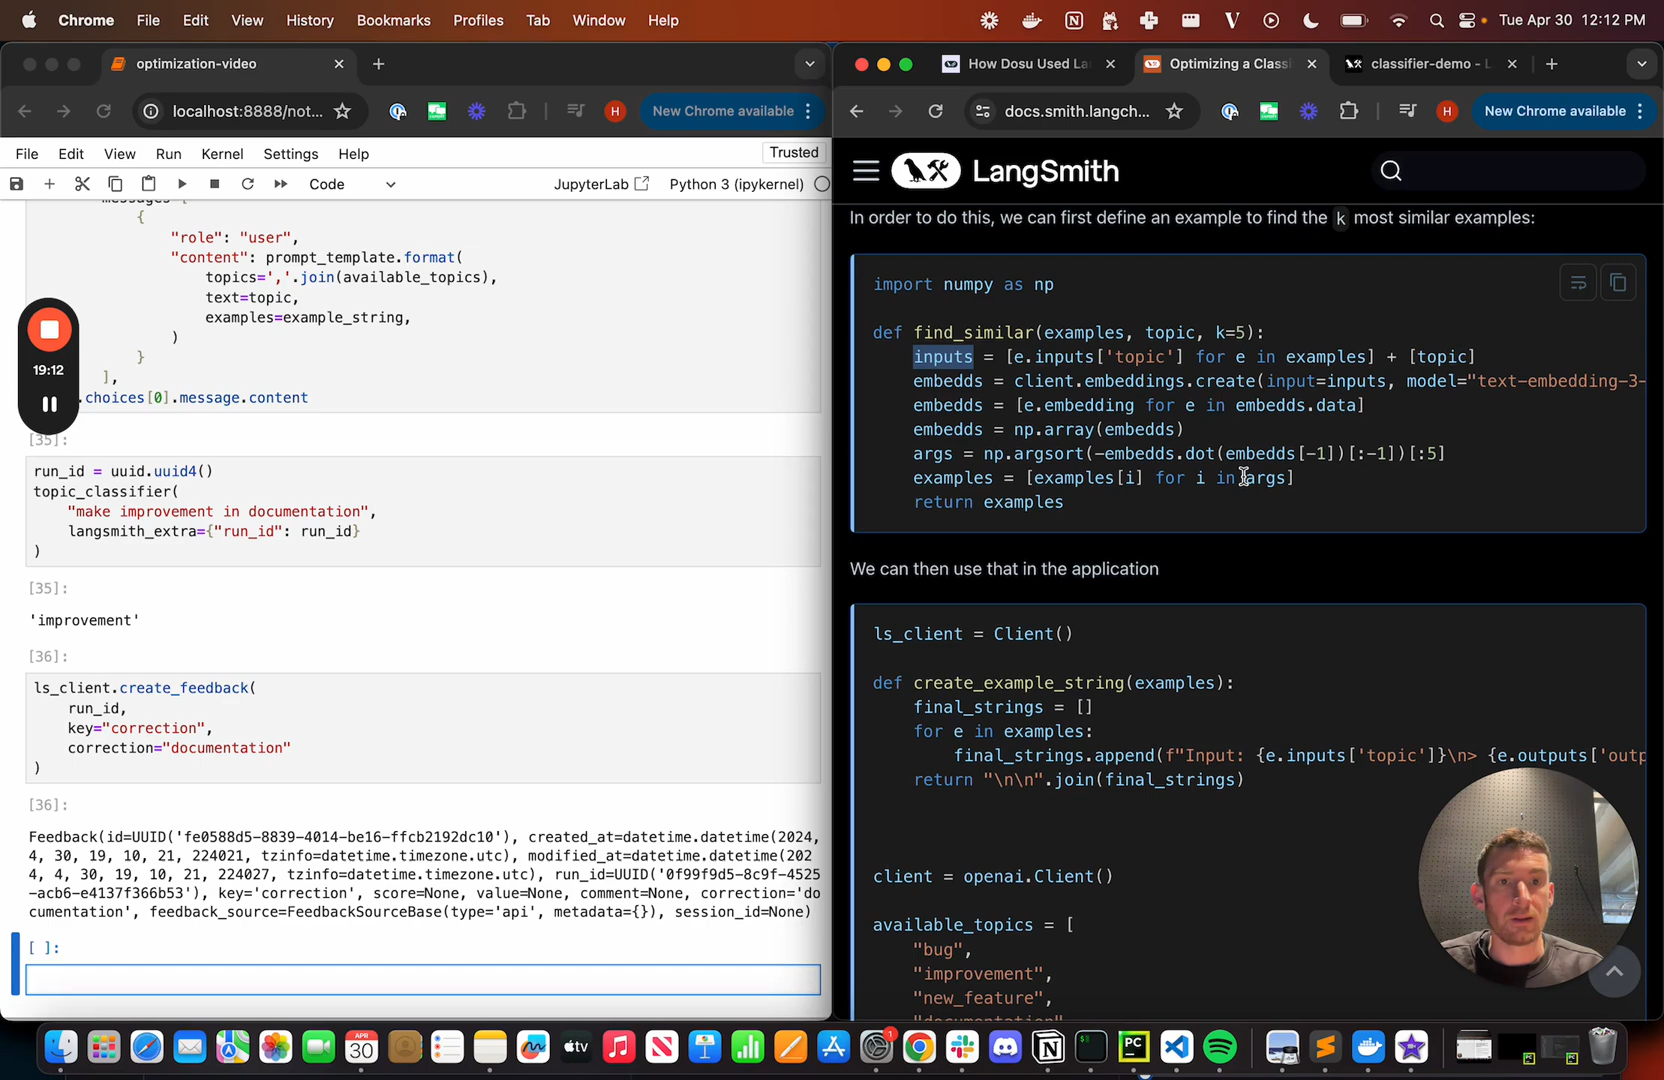 Chrome File Edit View History Bookmarks Profiles Tab Window Help Tue Apr 30 12:12 PM
optimization-video
localhost:8888/not...
New Chrome available
File Edit View Run Kernel Settings Help Trusted
Code JupyterLab Python 3 (ipykernel)
{
"role": "user",
"content": prompt_template.format(
topics=','.join(available_topics),
text=topic,
examples=example_string,
)
}
],
.choices[0].message.content
19:12
[35]:
run_id = uuid.uuid4()
topic_classifier(
"make improvement in documentation",
langsmith_extra={"run_id": run_id}
)
[35]:
'improvement'
[36]:
ls_client.create_feedback(
run_id,
key="correction",
correction="documentation"
)
[36]:
Feedback(id=UUID('fe0588d5-8839-4014-be16-ffcb2192dc10'), created_at=datetime.datetime(2024,
4, 30, 19, 10, 21, 224021, tzinfo=datetime.timezone.utc), modified_at=datetime.datetime(202
4, 4, 30, 19, 10, 21, 224027, tzinfo=datetime.timezone.utc), run_id=UUID('0f99f9d5-8c9f-4525
-acb6-e4137f366b53'), key='correction', score=None, value=None, comment=None, correction='do
cumentation', feedback_source=FeedbackSourceBase(type='api', metadata={}), session_id=None)
[ ]:
How Dosu Used La
Optimizing a Classi
classifier-demo - L
docs.smith.langch...
New Chrome available
LangSmith
In order to do this, we can first define an example to find the k most similar examples:
import numpy as np
def find_similar(examples, topic, k=5):
inputs = [e.inputs['topic'] for e in examples] + [topic]
embedds = client.embeddings.create(input=inputs, model="text-embedding-3-
embedds = [e.embedding for e in embedds.data]
embedds = np.array(embedds)
args = np.argsort(-embedds.dot(embedds[-1])[:-1])[:5]
examples = [examples[i] for i in args]
return examples
We can then use that in the application
ls_client = Client()
def create_example_string(examples):
final_strings = []
for e in examples:
final_strings.append(f"Input: {e.inputs['topic']}\n> {e.outputs['outp
return "\n\n".join(final_strings)
client = openai.Client()
available_topics = [
"bug",
"improvement",
"new_feature",